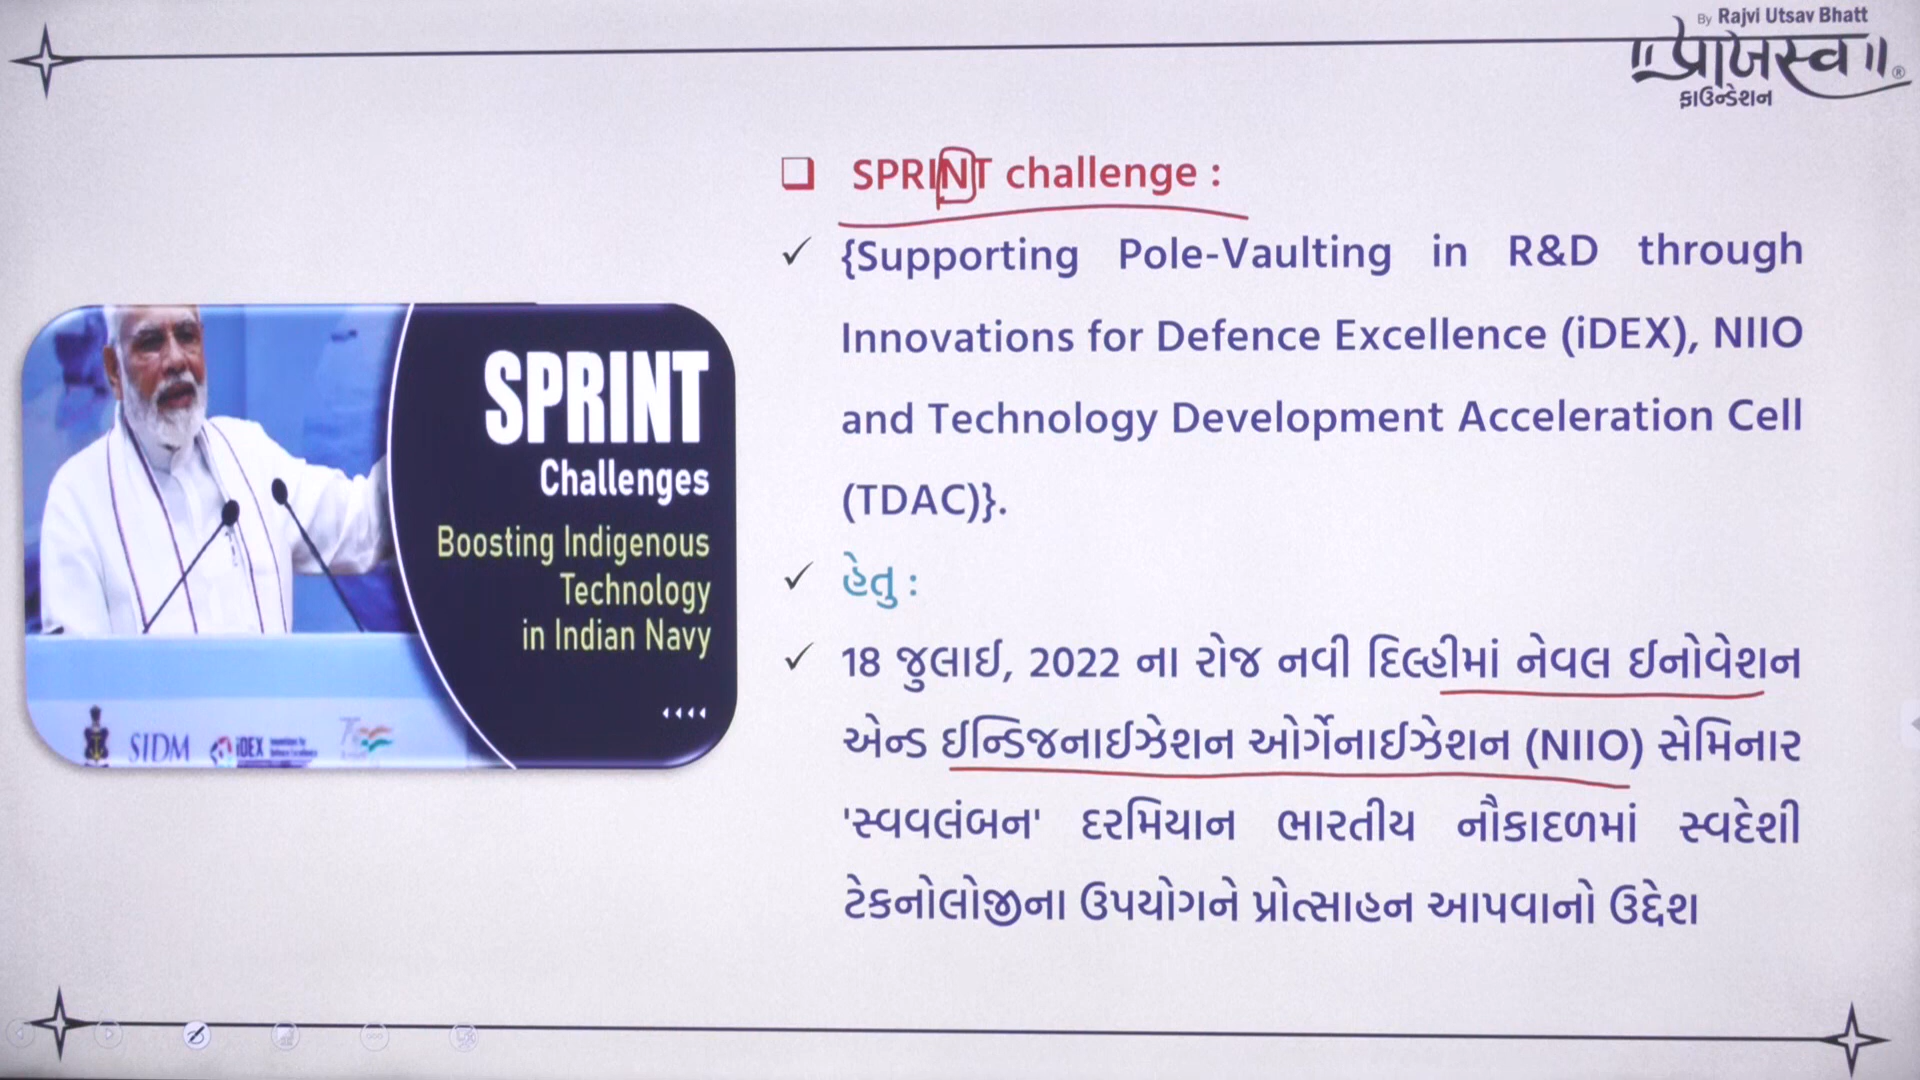 By Rajvi Utsav Bhatt
॥प्राજસ્વ॥®
ફાઉન્ડેશન
SPRINT challenge :
{Supporting Pole-Vaulting in R&D through
Innovations for Defence Excellence (iDEX), NIIO
and Technology Development Acceleration Cell
(TDAC)}.
હેતુ :
18 જુલાઈ, 2022 ના રોજ નવી દિલ્હીમાં નેવલ ઈનોવેશન
એન્ડ ઈન્ડિજનાઈઝેશન ઓર્ગેનાઈઝેશન (NIIO) સેમિનાર
'સ્વવલંબન' દરમિયાન ભારતીય નૌકાદળમાં સ્વદેશી
ટેકનોલોજીના ઉપયોગને પ્રોત્સાહન આપવાનો ઉદ્દેશ
SPRINT
Challenges
Boosting Indigenous
Technology
in Indian Navy
SIDM iDEX